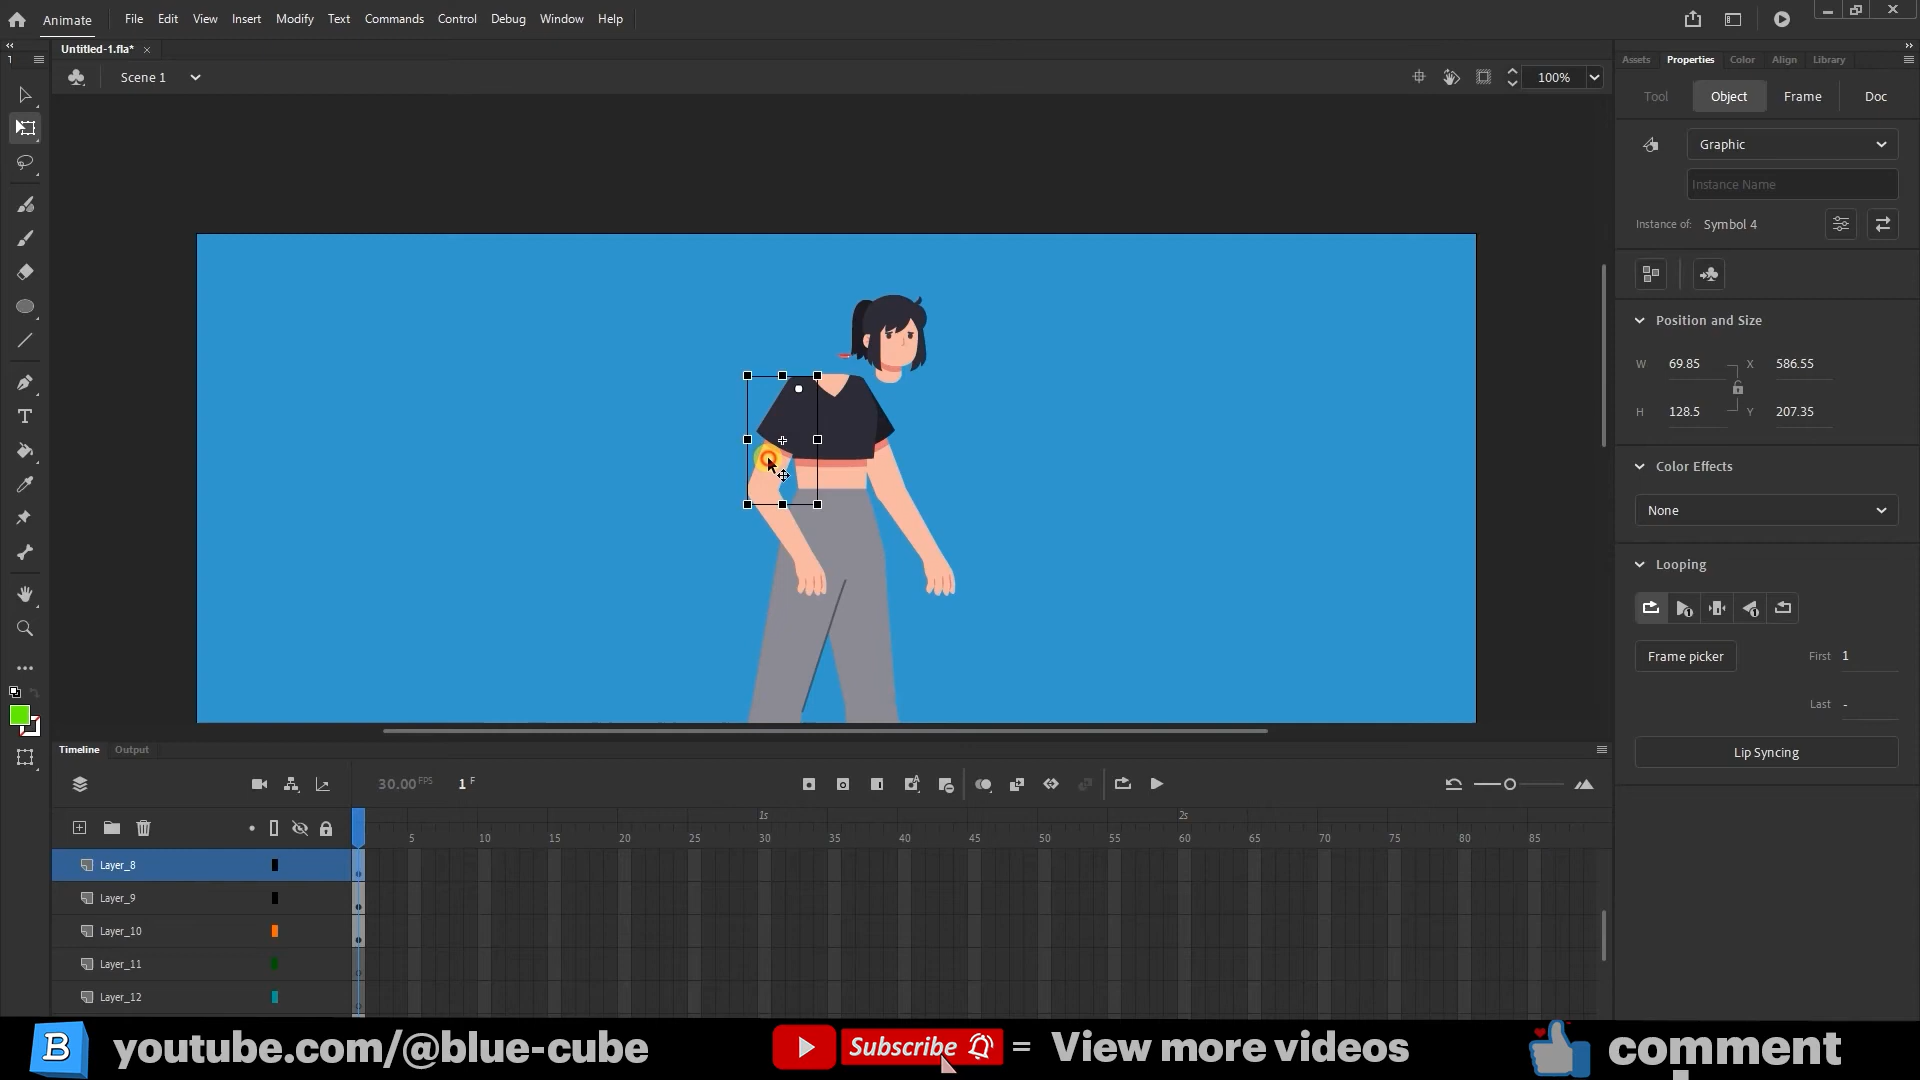 Animate File Edit View Insert Modify Text Commands Control Debug Window Help
Untitled-1.fla*
Scene 1 100%
Assets Properties Color Align Library
Tool Object Frame Doc
Graphic
Instance Name
Instance of: Symbol 4
Position and Size
W 69.85 X 586.55
H 128.5 Y 207.35
Color Effects
None
Looping
Frame picker First 1
Last -
Lip Syncing
Timeline Output
30.00 FPS 1 F
1s 2s
5 10 15 20 25 30 35 40 45 50 55 60 65 70 75 80 85
Layer_8
Layer_9
Layer_10
Layer_11
Layer_12
B youtube.com/@blue-cube Subscribe = View more videos comment